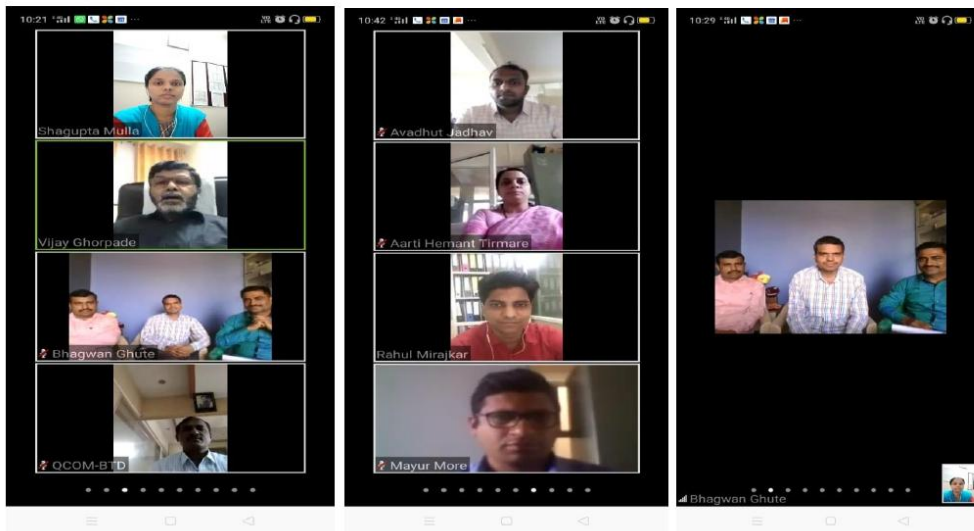 10:21
Shagupta Mulla
Vijay Ghorpade
Bhagwan Ghute
QCOM-BTD
10:42
Avadhut Jadhav
Aarti Hemant Tirmare
Rahul Mirajkar
Mayur More
10:29
Bhagwan Ghute